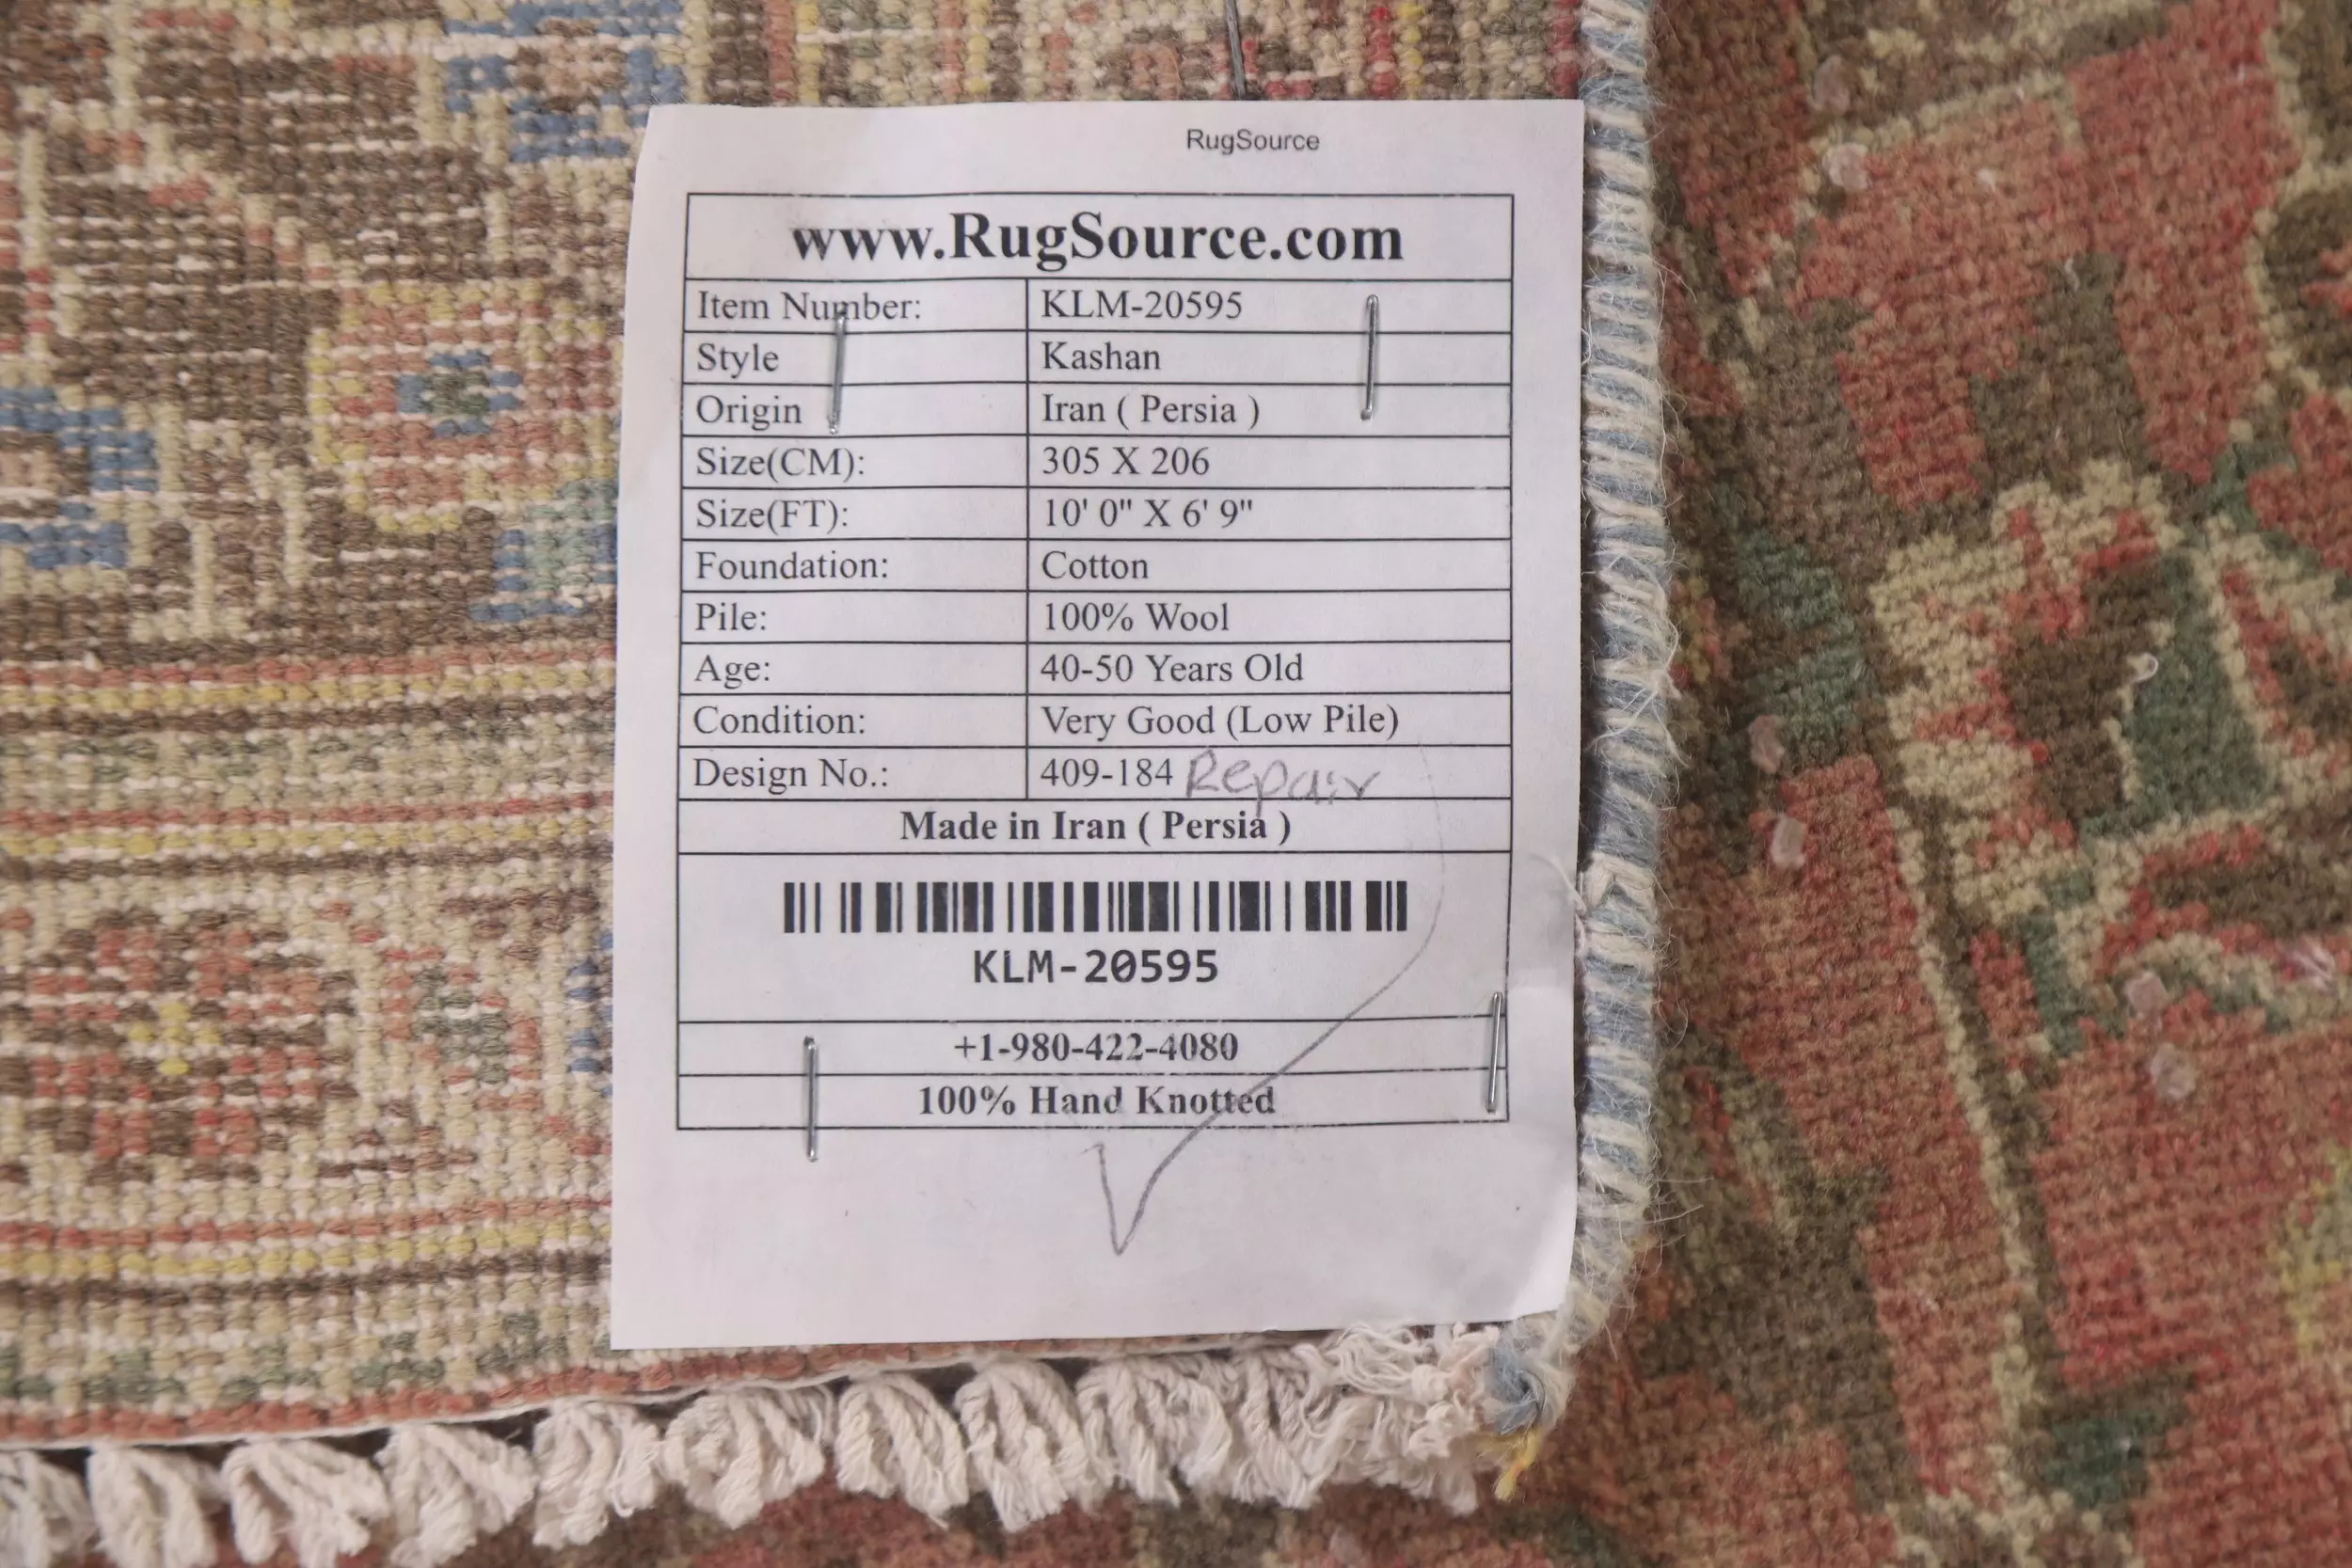 RugSource
www.RugSource.com
Item Number: KLM-20595
Style Kashan
Origin Iran ( Persia )
Size(CM): 305 X 206
Size(FT): 10' 0" X 6' 9"
Foundation: Cotton
Pile: 100% Wool
Age: 40-50 Years Old
Condition: Very Good (Low Pile)
Design No.: 409-184 Repair
Made in Iran ( Persia )
KLM-20595
+1-980-422-4080
100% Hand Knotted